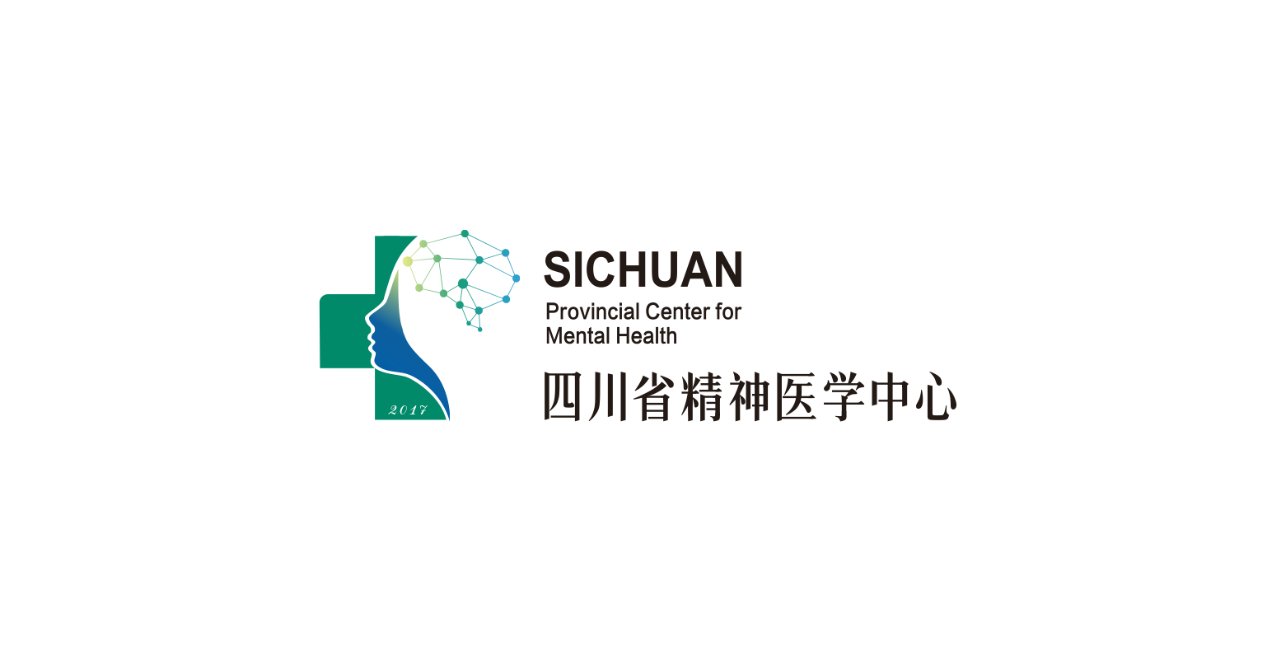 2017
SICHUAN
Provincial Center for
Mental Health
四川省精神医学中心